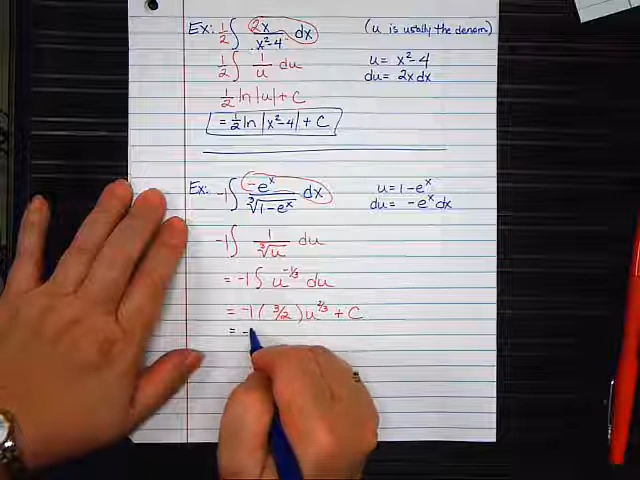 Ex: 1/2 ∫ 2x/(x²-4) dx (u is usually the denom)
1/2 ∫ 1/u du u = x²-4
du = 2x dx
1/2 ln|u| + C
= 1/2 ln|x²-4| + C
Ex: -1 ∫ -eˣ/∛(1-eˣ) dx u = 1-eˣ
du = -eˣ dx
-1 ∫ 1/∛u du
= -1 ∫ u^(-1/3) du
= -1 (3/2) u^(2/3) + C
= -